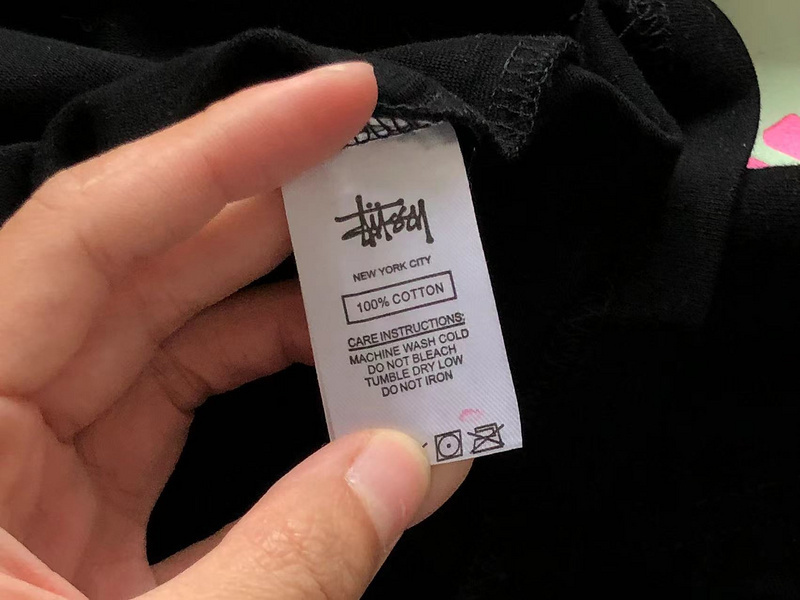 Stüssy
NEW YORK CITY
100% COTTON
CARE INSTRUCTIONS:
MACHINE WASH COLD
DO NOT BLEACH
TUMBLE DRY LOW
DO NOT IRON